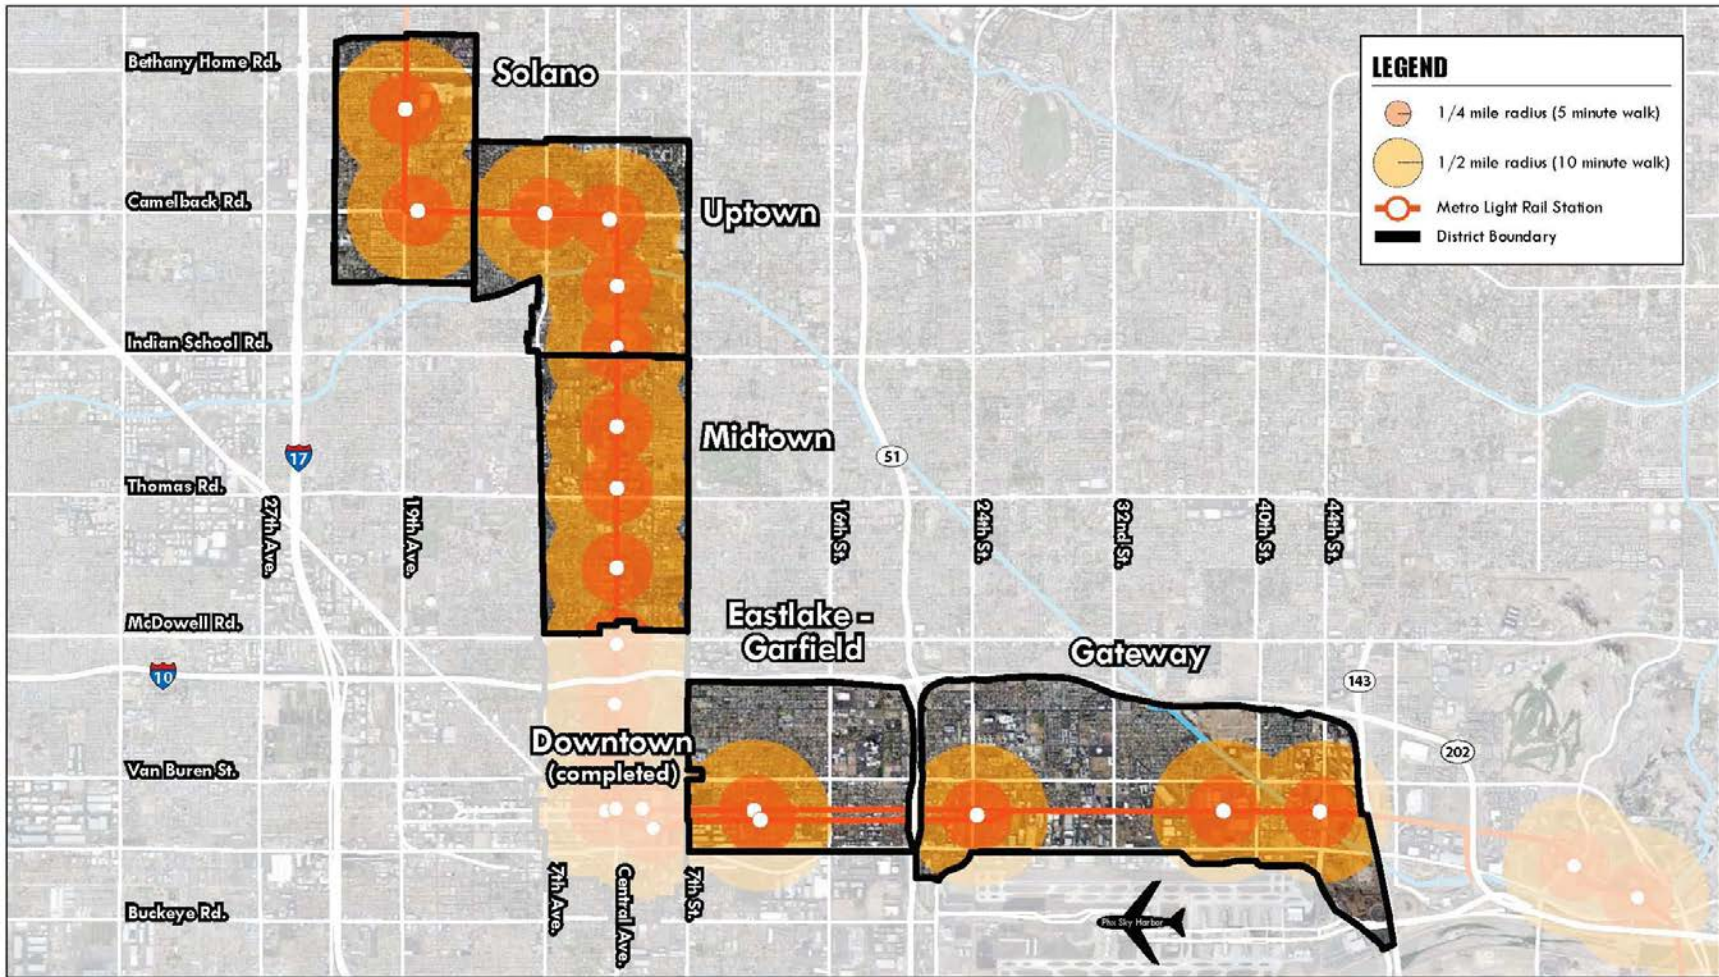 Bethany Home Rd.
Solano
LEGEND
1/4 mile radius (5 minute walk)
1/2 mile radius (10 minute walk)
Metro Light Rail Station
District Boundary
Camelback Rd.
Uptown
Indian School Rd.
Midtown
17
51
Thomas Rd.
27th Ave.
19th Ave.
16th St.
24th St.
32nd St.
40th St.
44th St.
McDowell Rd.
Eastlake -
Garfield
Gateway
10
143
Downtown
(completed)
202
Van Buren St.
7th Ave.
Central Ave.
7th St.
Buckeye Rd.
Phx Sky Harbor